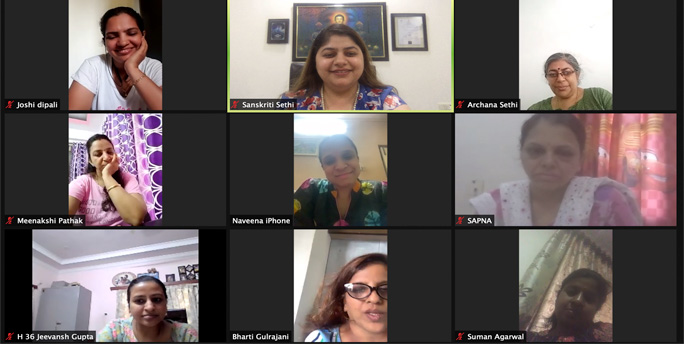 Joshi dipali
Sanskriti Sethi
Archana Sethi
Meenakshi Pathak
Naveena iPhone
SAPNA
H 36 Jeevansh Gupta
Bharti Gulrajani
Suman Agarwal